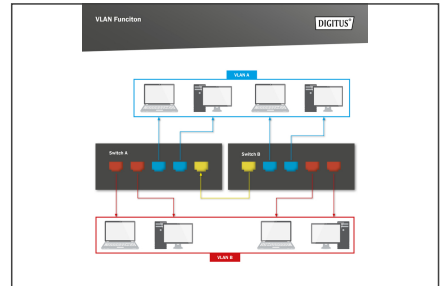 VLAN Funciton
DIGITUS®
VLAN A
Switch A
Switch B
VLAN B